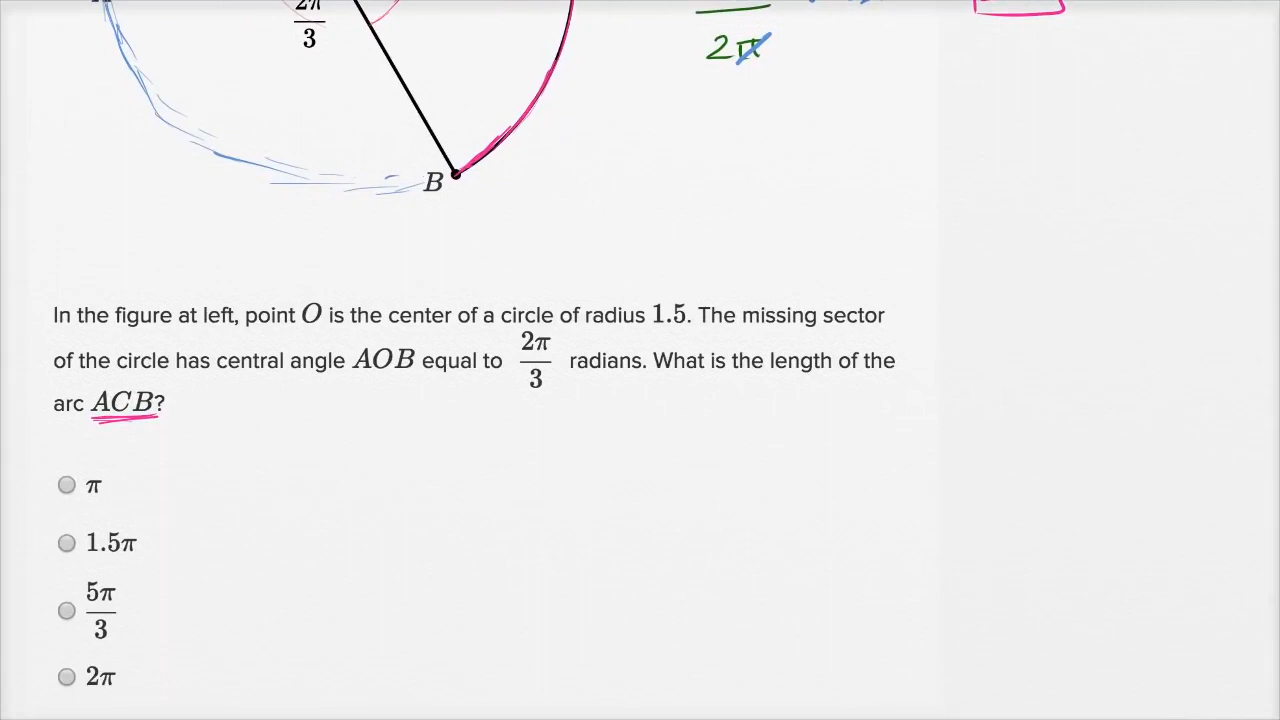 2π
3
2π
B
In the figure at left, point O is the center of a circle of radius 1.5. The missing sector
of the circle has central angle AOB equal to 2π/3 radians. What is the length of the
arc ACB?
π
1.5π
5π
3
2π